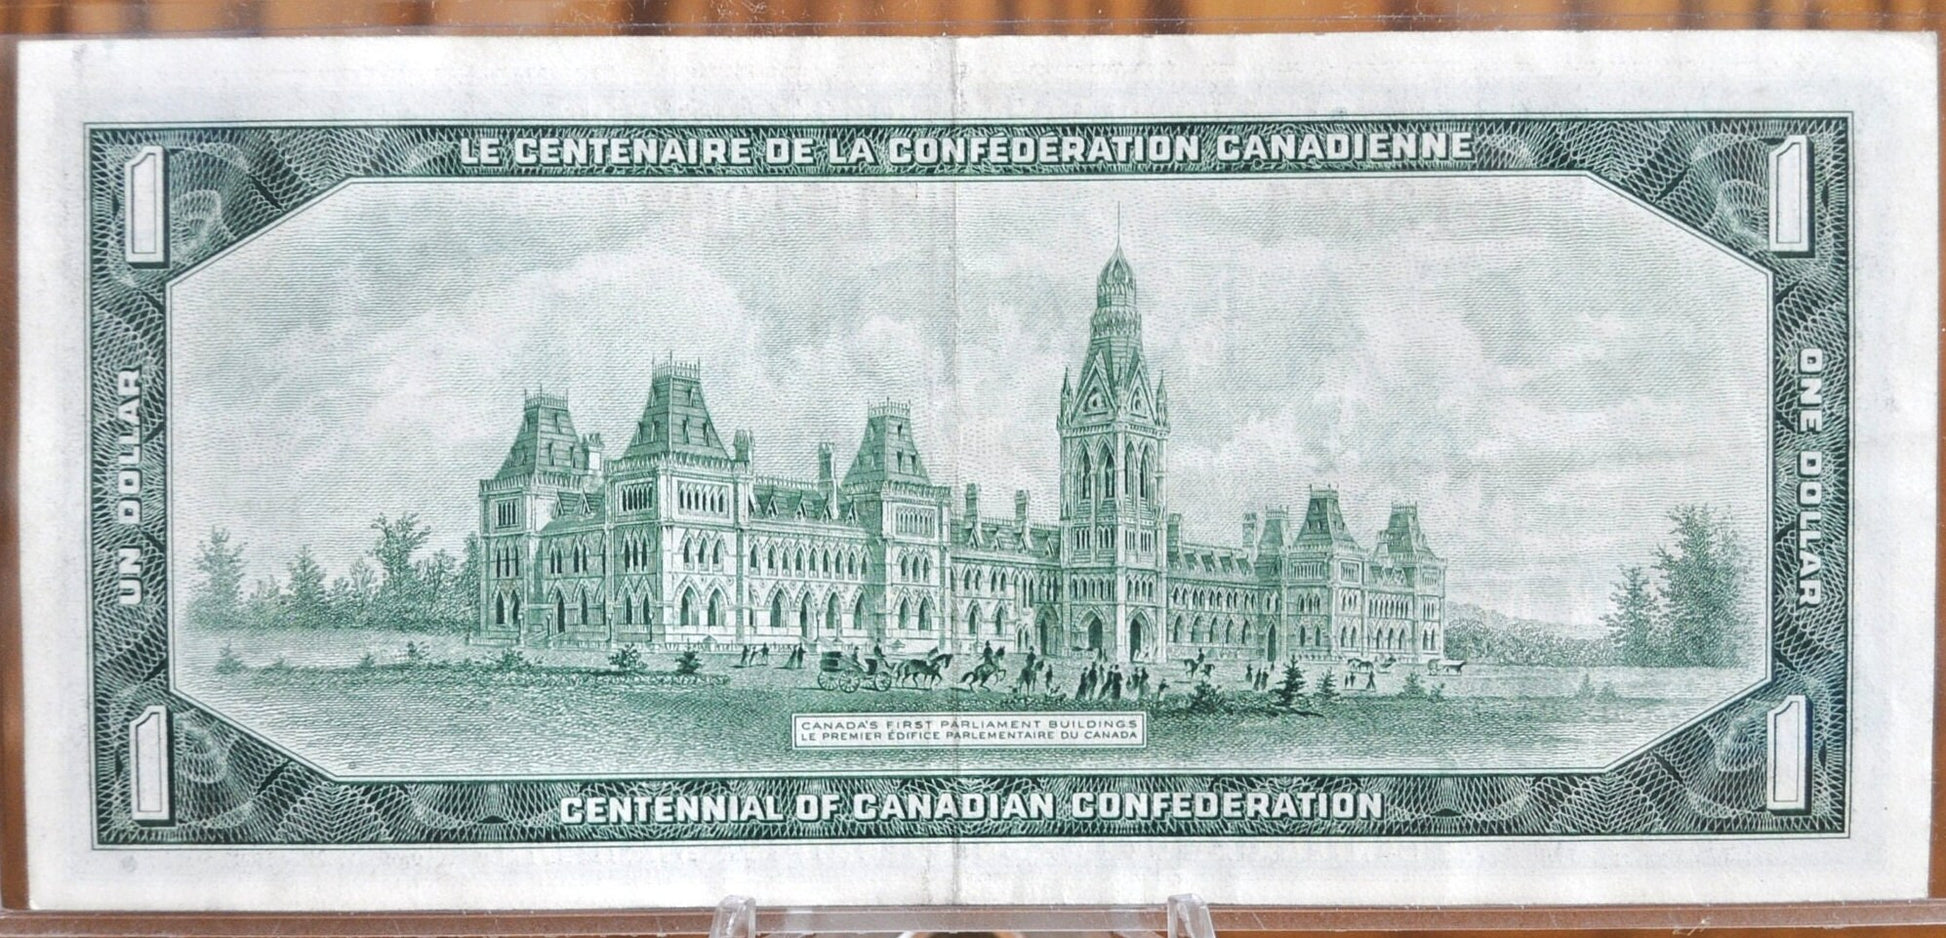 LE CENTENAIRE DE LA CONFÉDÉRATION CANADIENNE
1
1
UN DOLLAR
ONE DOLLAR
CANADA'S FIRST PARLIAMENT BUILDINGS
LE PREMIER ÉDIFICE PARLEMENTAIRE DU CANADA
1
1
CENTENNIAL OF CANADIAN CONFEDERATION